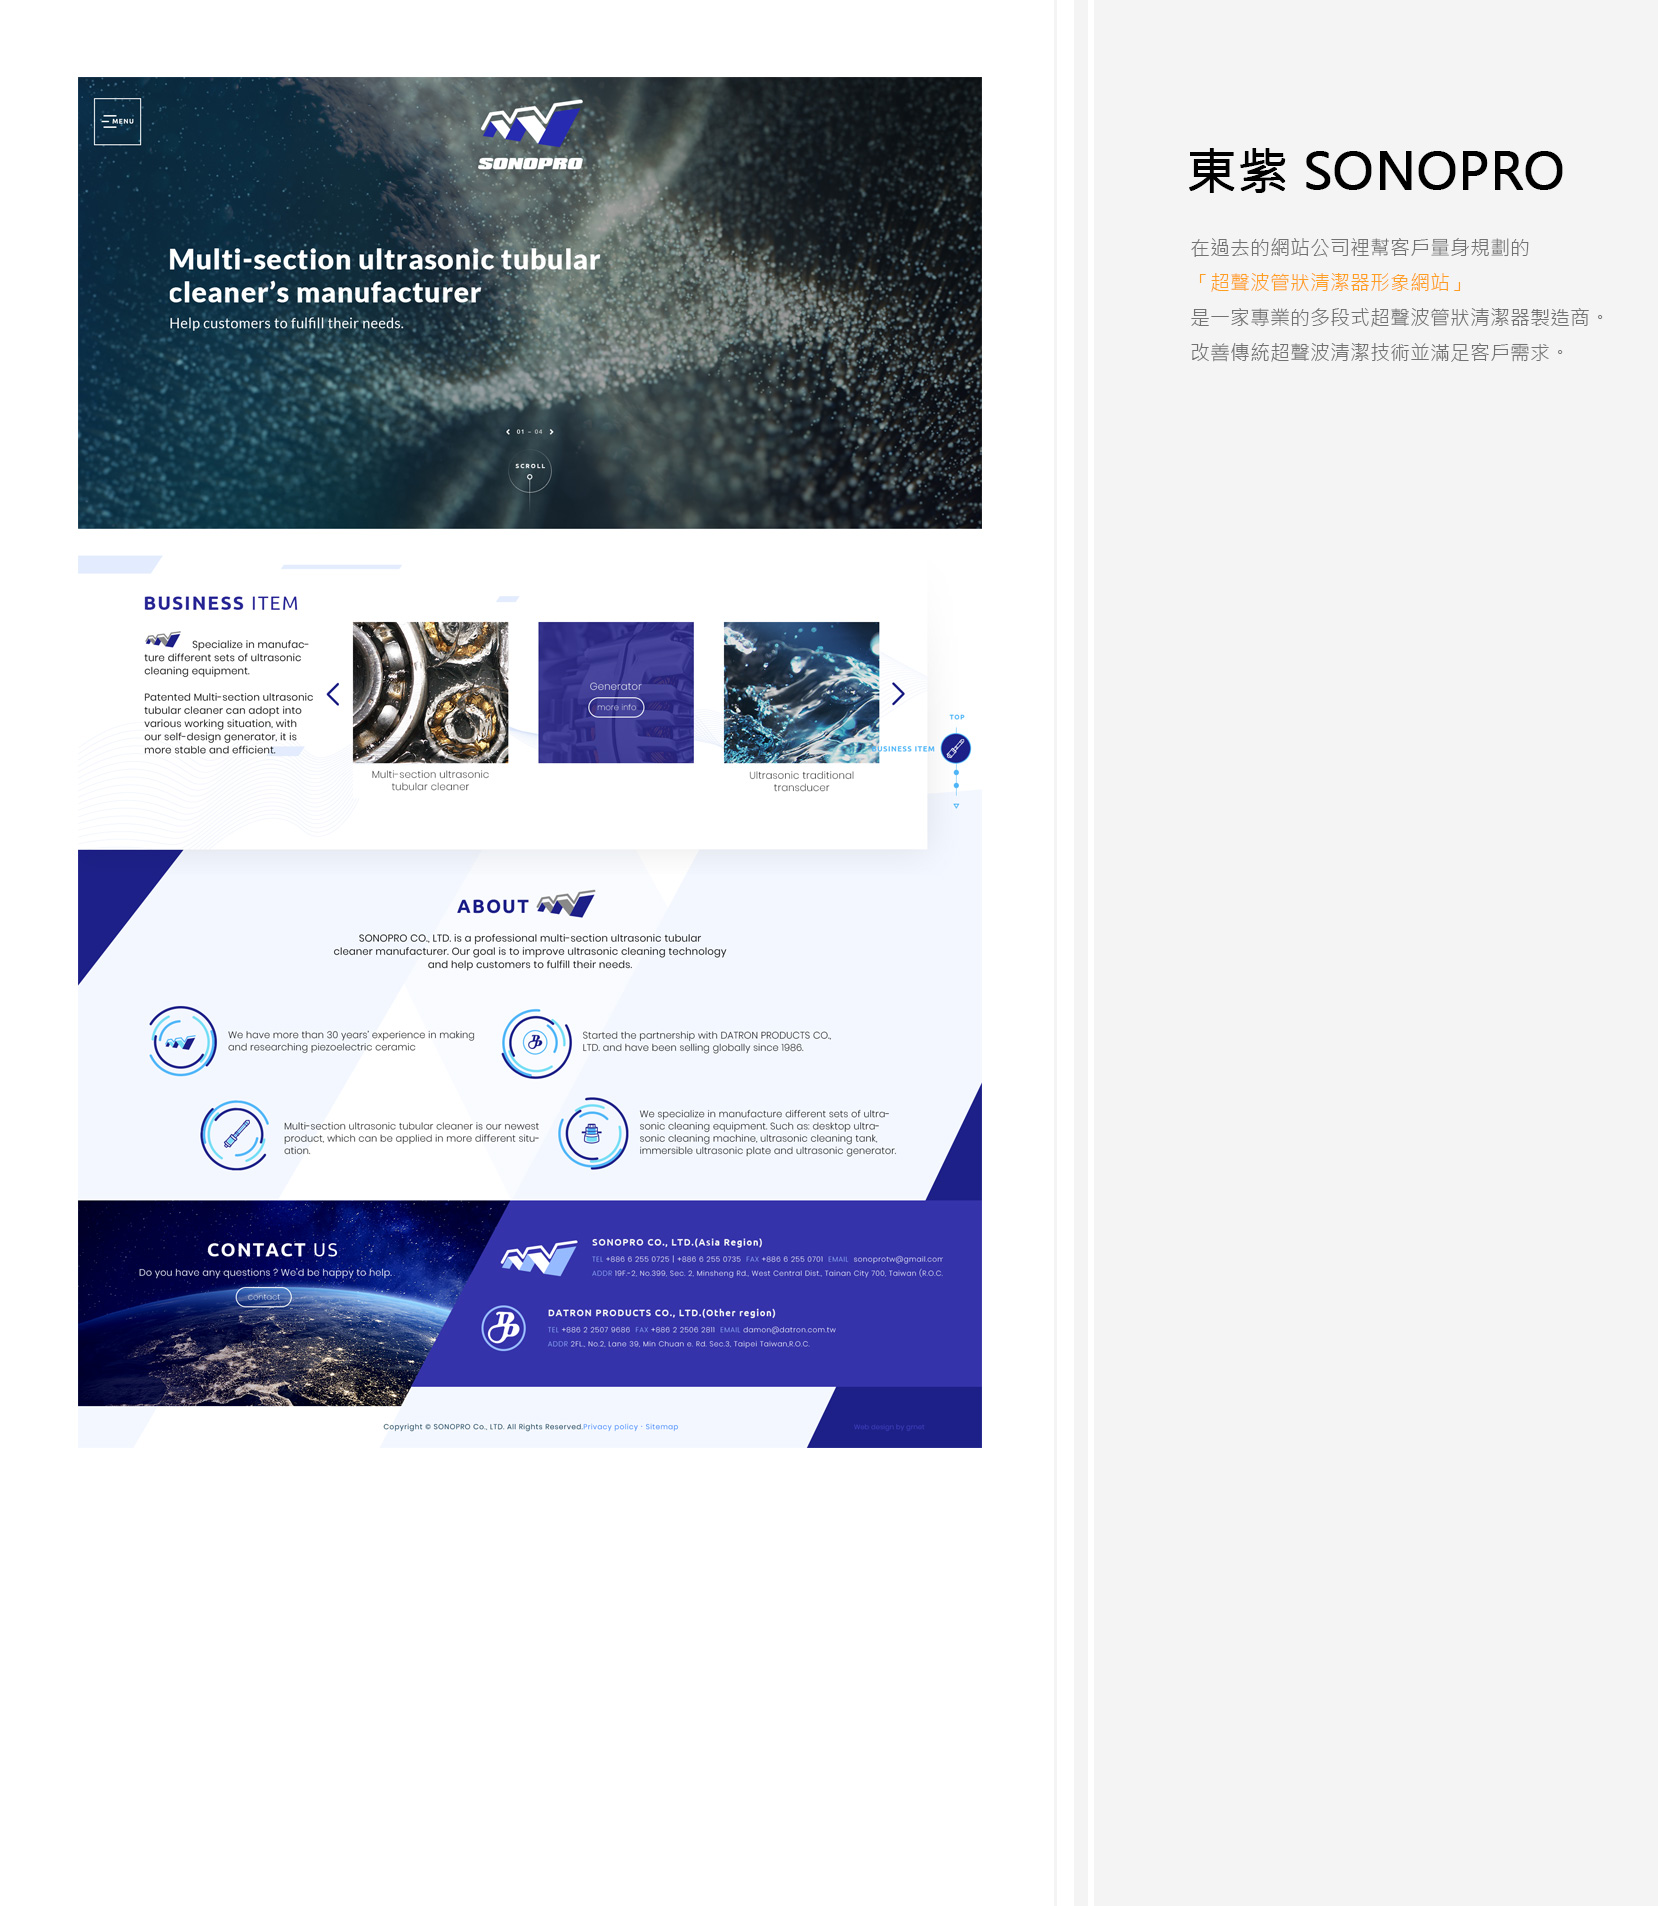 MENU
SONOPRO
Multi-section ultrasonic tubular
cleaner's manufacturer
Help customers to fulfill their needs.
01 - 04
SCROLL
BUSINESS ITEM
Specialize in manufac-
ture different sets of ultrasonic
cleaning equipment.
Patented Multi-section ultrasonic
tubular cleaner can adopt into
various working situation, with
our self-design generator, it is
more stable and efficient.
Multi-section ultrasonic
tubular cleaner
Generator
more info
Ultrasonic traditional
transducer
TOP
BUSINESS ITEM
ABOUT
SONOPRO CO., LTD. is a professional multi-section ultrasonic tubular
cleaner manufacturer. Our goal is to improve ultrasonic cleaning technology
and help customers to fulfill their needs.
We have more than 30 years' experience in making
and researching piezoelectric ceramic
Started the partnership with DATRON PRODUCTS CO.,
LTD. and have been selling globally since 1986.
Multi-section ultrasonic tubular cleaner is our newest
product, which can be applied in more different situ-
ation.
We specialize in manufacture different sets of ultra-
sonic cleaning equipment. Such as: desktop ultra-
sonic cleaning machine, ultrasonic cleaning tank,
immersible ultrasonic plate and ultrasonic generator.
CONTACT US
Do you have any questions ? We'd be happy to help.
contact
SONOPRO CO., LTD.(Asia Region)
TEL +886 6 255 0725 | +886 6 255 0735 FAX +886 6 255 0701 EMAIL sonoprotw@gmail.com
ADDR 19F.-2, No.399, Sec. 2, Minsheng Rd., West Central Dist., Tainan City 700, Taiwan (R.O.C.
DATRON PRODUCTS CO., LTD.(Other region)
TEL +886 2 2507 9686 FAX +886 2 2506 2811 EMAIL damon@datron.com.tw
ADDR 2FL., No.2, Lane 39, Min Chuan e. Rd. Sec.3, Taipei Taiwan,R.O.C.
Copyright © SONOPRO Co., LTD. All Rights Reserved.Privacy policy · Sitemap
Web design by gmet
東紫 SONOPRO
在過去的網站公司裡幫客戶量身規劃的
「超聲波管狀清潔器形象網站」
是一家專業的多段式超聲波管狀清潔器製造商。
改善傳統超聲波清潔技術並滿足客戶需求。